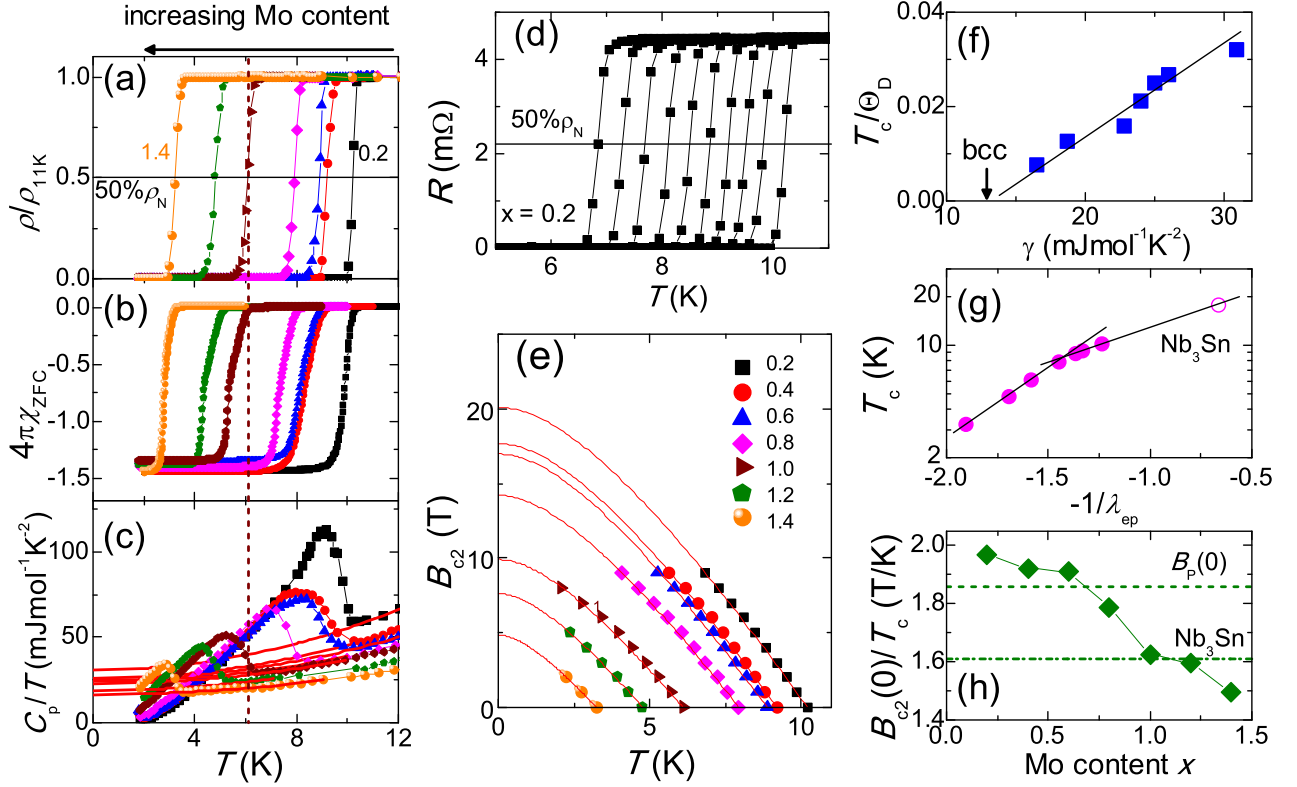 increasing Mo content
(a)
1.0
0.5
0.0
ρ/ρ11K
1.4
0.2
50%ρN
(b)
0.0
-0.5
-1.0
-1.5
4πχZFC
(c)
100
50
0
Cp/T (mJmol-1K-2)
0 4 8 12
T (K)
(d)
4
2
0
R (mΩ)
50%ρN
x = 0.2
6 8 10
T (K)
(e)
20
10
0
Bc2 (T)
0.2
0.4
0.6
0.8
1.0
1.2
1.4
1
0 5 10
T (K)
(f)
0.04
0.02
0.00
Tc/ΘD
bcc
10 20 30
γ (mJmol-1K-2)
(g)
20
10
2
Tc (K)
Nb3Sn
-2.0 -1.5 -1.0 -0.5
-1/λep
2.0
1.8
1.6
1.4
Bc2(0)/Tc (T/K)
BP(0)
Nb3Sn
(h)
0.0 0.5 1.0 1.5
Mo content x